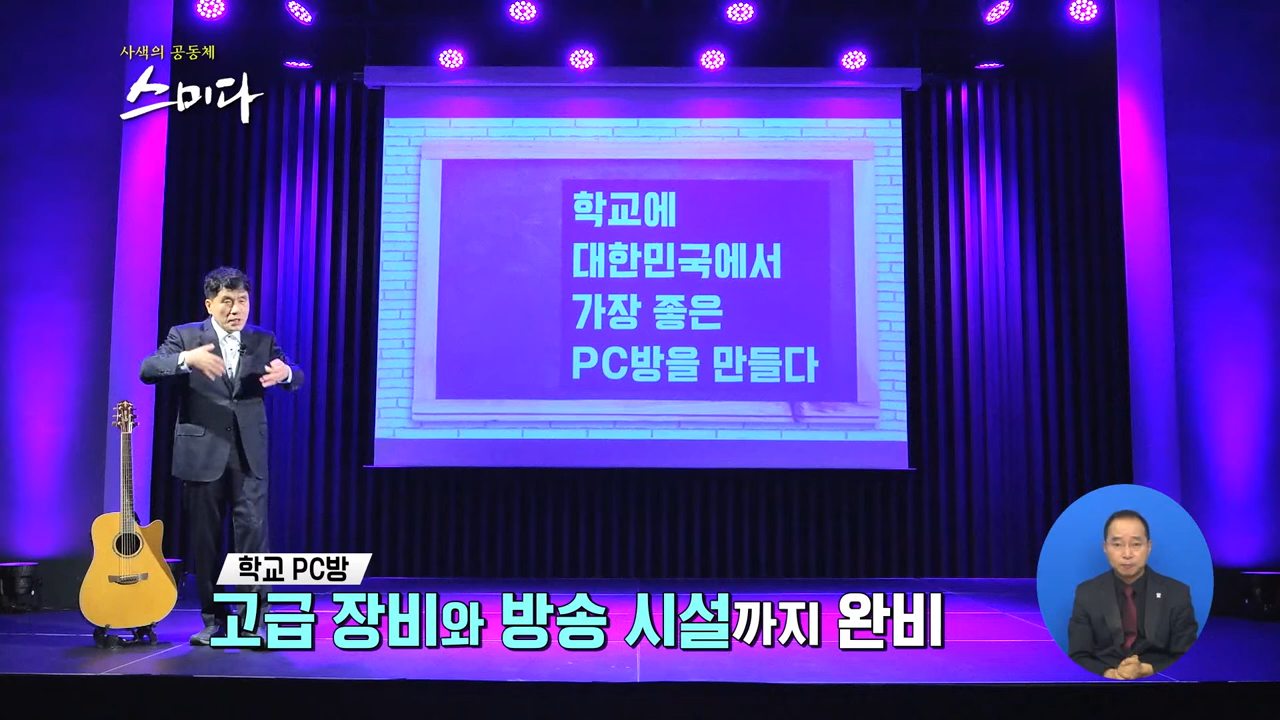 사색의 공동체
스미다
학교에
대한민국에서
가장 좋은
PC방을 만들다
학교 PC방
고급 장비와 방송 시설까지 완비